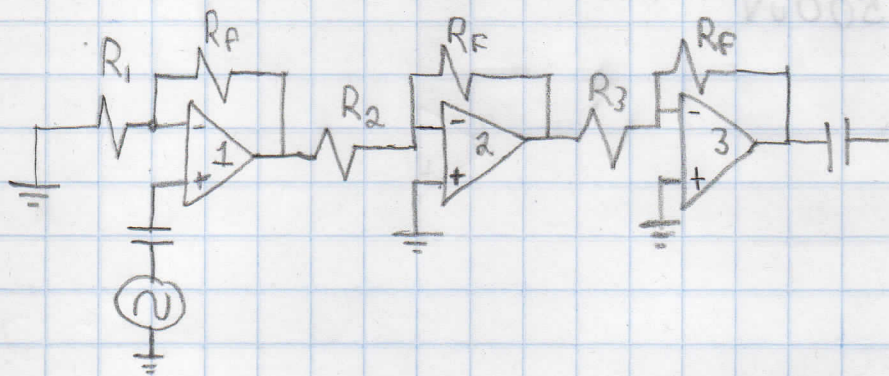 R₁ RF RF RF
R₂ R₃
- - -
1 2 3
+ + +